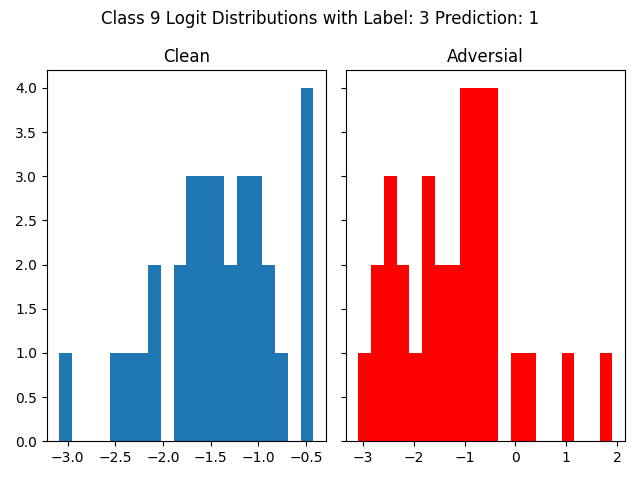 Class 9 Logit Distributions with Label: 3 Prediction: 1
Clean
Adversial
4.0
3.5
3.0
2.5
2.0
1.5
1.0
0.5
0.0
−3.0 −2.5 −2.0 −1.5 −1.0 −0.5
−3 −2 −1 0 1 2